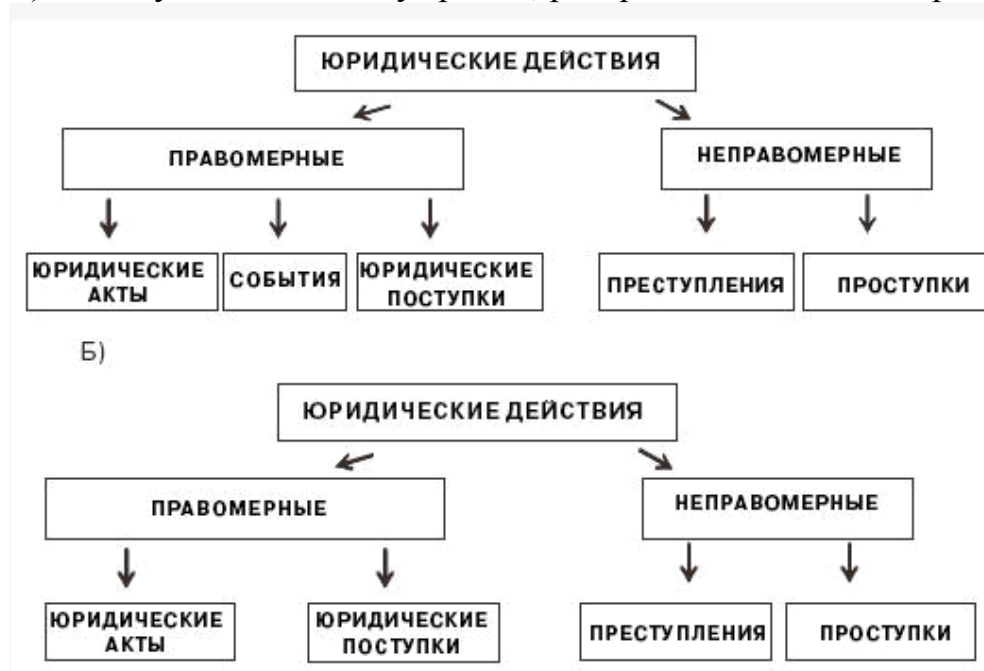 ЮРИДИЧЕСКИЕ ДЕЙСТВИЯ
ПРАВОМЕРНЫЕ
НЕПРАВОМЕРНЫЕ
ЮРИДИЧЕСКИЕ
АКТЫ
СОБЫТИЯ
ЮРИДИЧЕСКИЕ
ПОСТУПКИ
ПРЕСТУПЛЕНИЯ
ПРОСТУПКИ
Б)
ЮРИДИЧЕСКИЕ ДЕЙСТВИЯ
ПРАВОМЕРНЫЕ
НЕПРАВОМЕРНЫЕ
ЮРИДИЧЕСКИЕ
АКТЫ
ЮРИДИЧЕСКИЕ
ПОСТУПКИ
ПРЕСТУПЛЕНИЯ
ПРОСТУПКИ